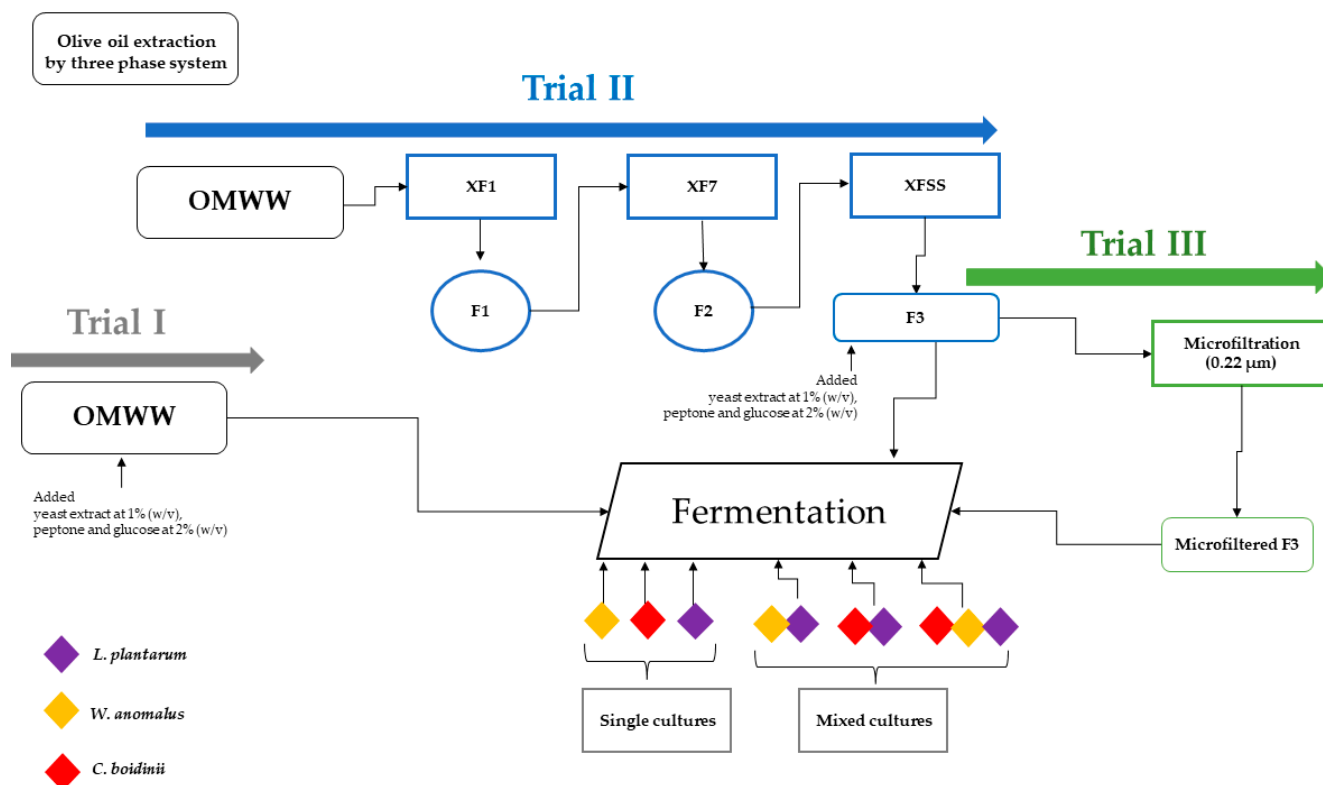 Olive oil extraction
by three phase system
Trial II
OMWW
XF1
XF7
XFSS
Trial III
F1
F2
F3
Microfiltration
(0.22 µm)
Trial I
OMWW
Added
yeast extract at 1% (w/v),
peptone and glucose at 2% (w/v)
Added
yeast extract at 1% (w/v),
peptone and glucose at 2% (w/v)
Fermentation
Microfiltered F3
L. plantarum
W. anomalus
C. boidinii
Single cultures
Mixed cultures